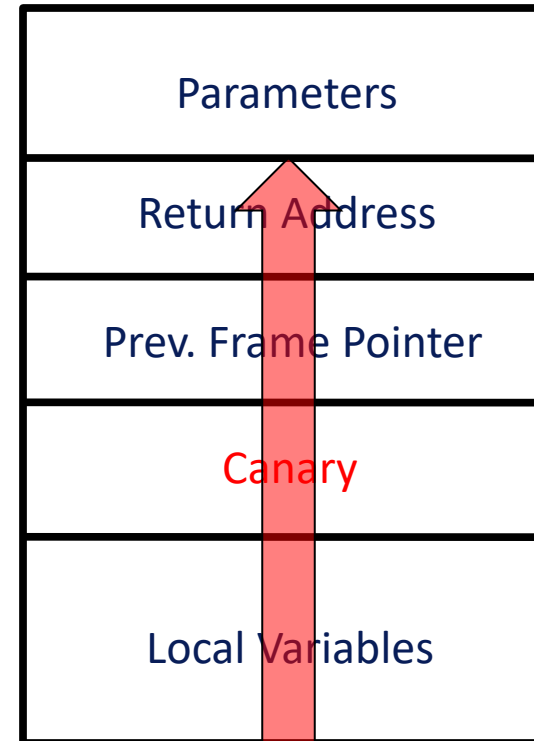 Parameters
Return Address
Prev. Frame Pointer
Canary
Local Variables